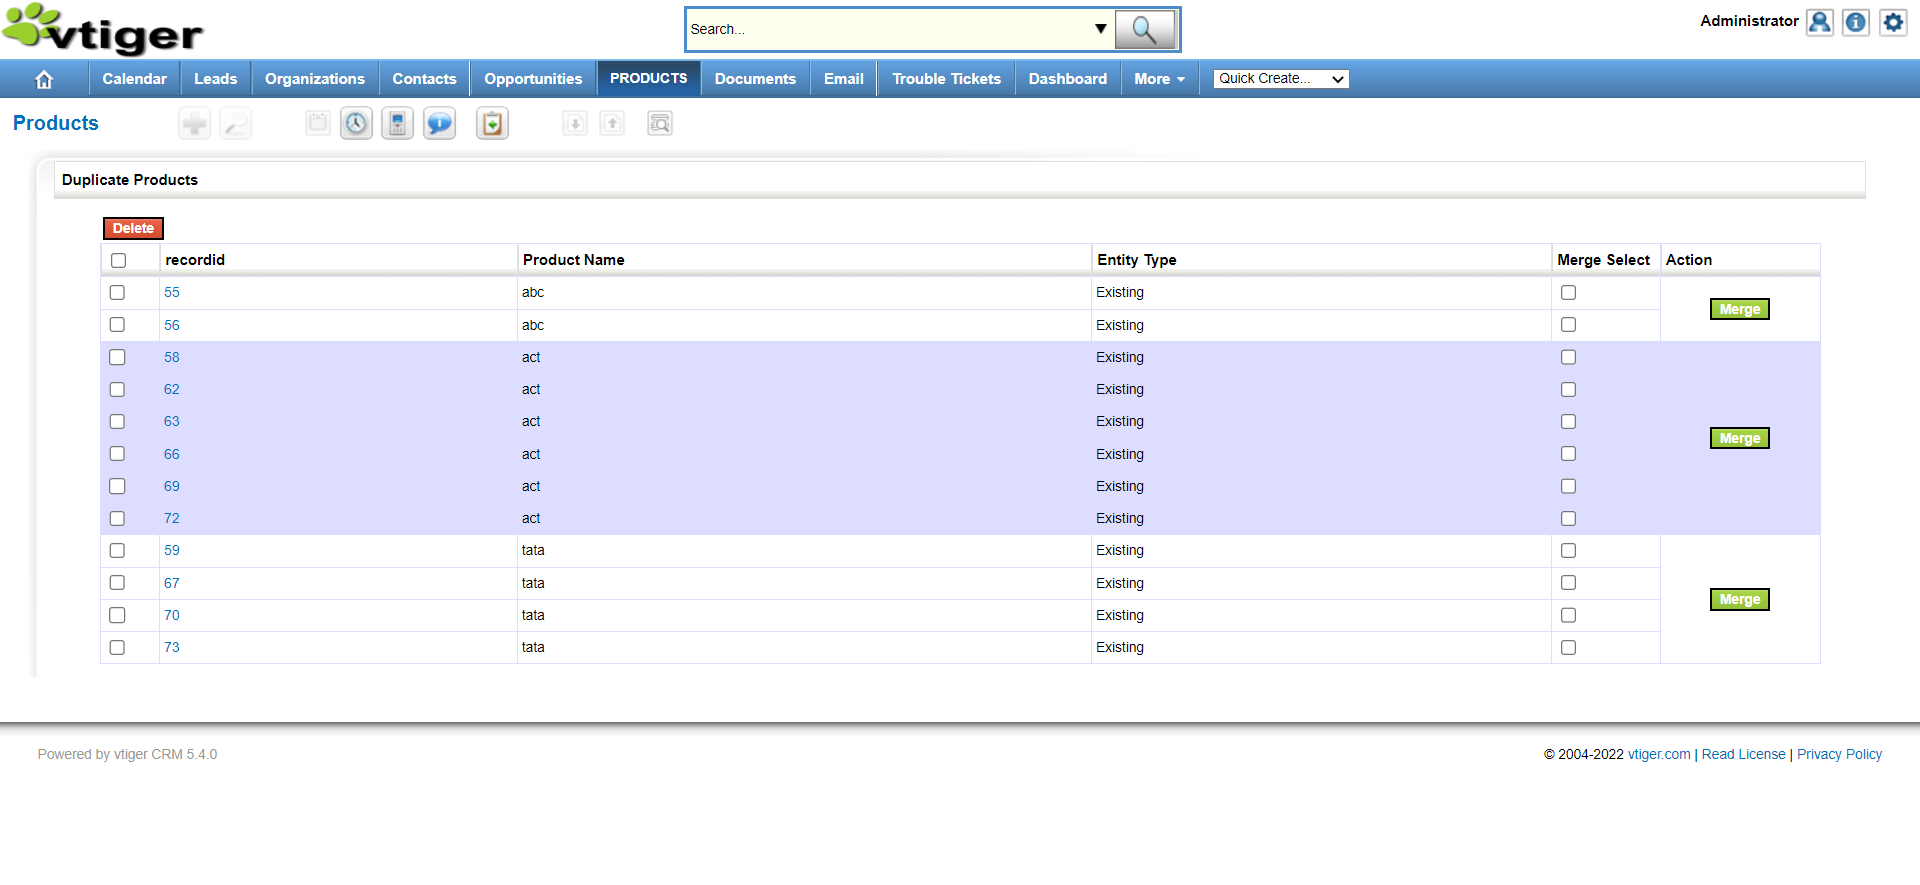 vtiger
Search...
Administrator
Calendar Leads Organizations Contacts Opportunities PRODUCTS Documents Email Trouble Tickets Dashboard More Quick Create...
Products
Duplicate Products
Delete
recordid Product Name Entity Type Merge Select Action
55 abc Existing
Merge
56 abc Existing
58 act Existing
62 act Existing
63 act Existing
Merge
66 act Existing
69 act Existing
72 act Existing
59 tata Existing
67 tata Existing
Merge
70 tata Existing
73 tata Existing
Powered by vtiger CRM 5.4.0
© 2004-2022 vtiger.com | Read License | Privacy Policy